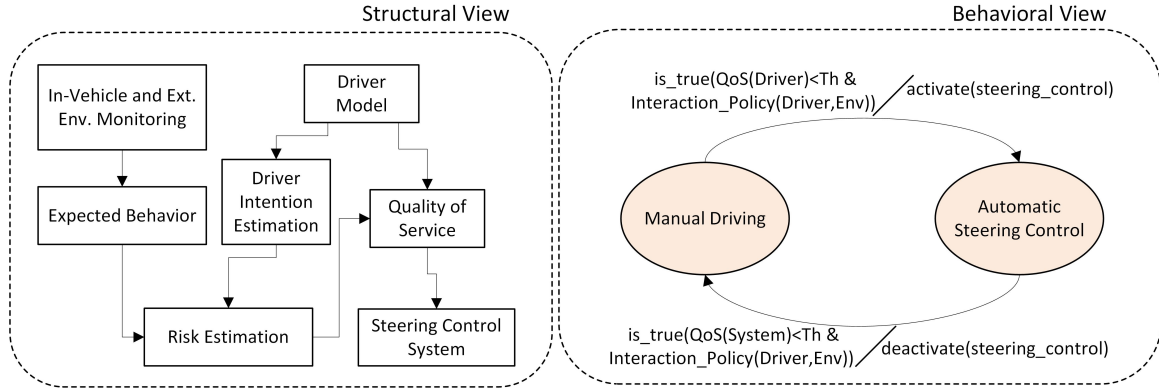 Structural View
In-Vehicle and Ext.
Env. Monitoring
Driver
Model
Expected Behavior
Driver
Intention
Estimation
Quality of
Service
Risk Estimation
Steering Control
System
Behavioral View
is_true(QoS(Driver)<Th &
Interaction_Policy(Driver,Env))
activate(steering_control)
Manual Driving
Automatic
Steering Control
is_true(QoS(System)<Th &
Interaction_Policy(Driver,Env))
deactivate(steering_control)